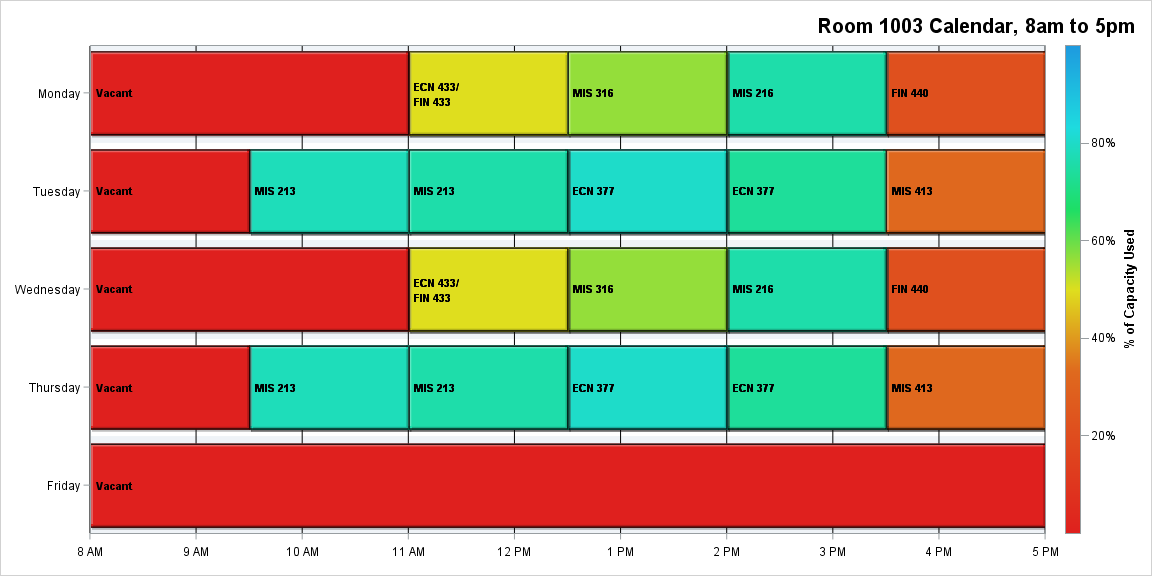 Room 1003 Calendar, 8am to 5pm
Monday
Vacant
ECN 433/
FIN 433
MIS 316
MIS 216
FIN 440
Tuesday
Vacant
MIS 213
MIS 213
ECN 377
ECN 377
MIS 413
Wednesday
Vacant
ECN 433/
FIN 433
MIS 316
MIS 216
FIN 440
Thursday
Vacant
MIS 213
MIS 213
ECN 377
ECN 377
MIS 413
Friday
Vacant
8 AM
9 AM
10 AM
11 AM
12 PM
1 PM
2 PM
3 PM
4 PM
5 PM
80%
60%
40%
20%
% of Capacity Used